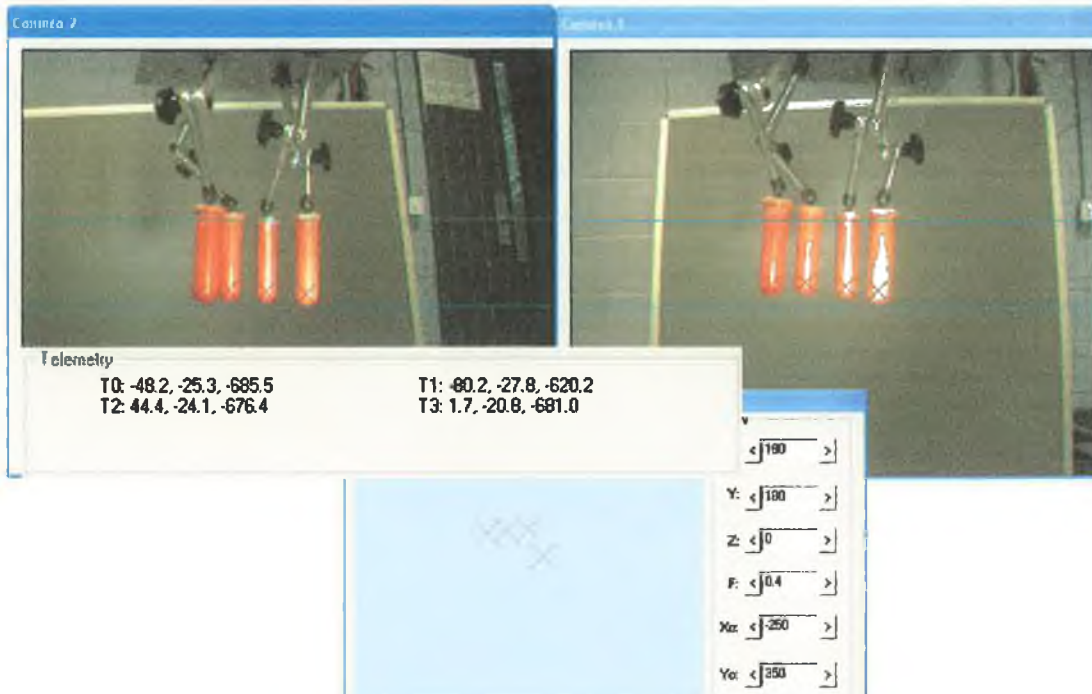 Camera 2
Telemetry
T0: -48.2, -25.3, -685.5
T1: -80.2, -27.8, -620.2
T2: 44.4, -24.1, -676.4
T3: 1.7, -20.8, -681.0
< 180 >
Y: < 180 >
Z: < 0 >
F: < 0.4 >
Xo: < -250 >
Yo: < 350 >